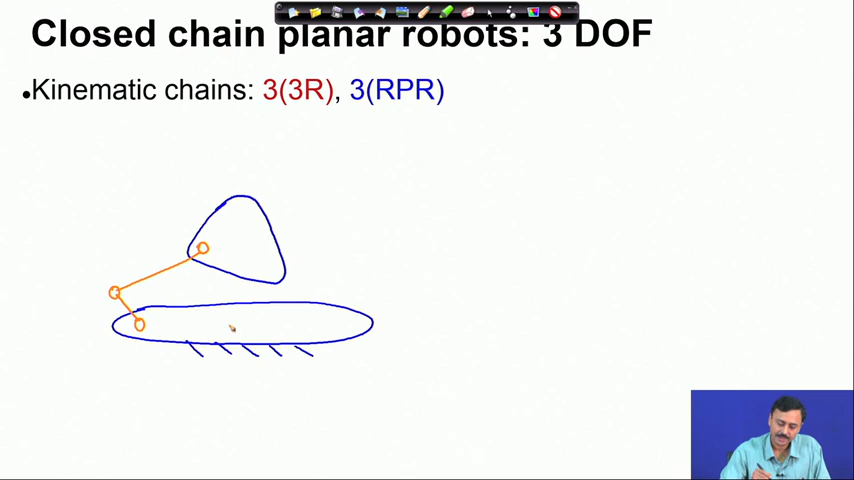 Closed chain planar robots: 3 DOF
•Kinematic chains: 3(3R), 3(RPR)